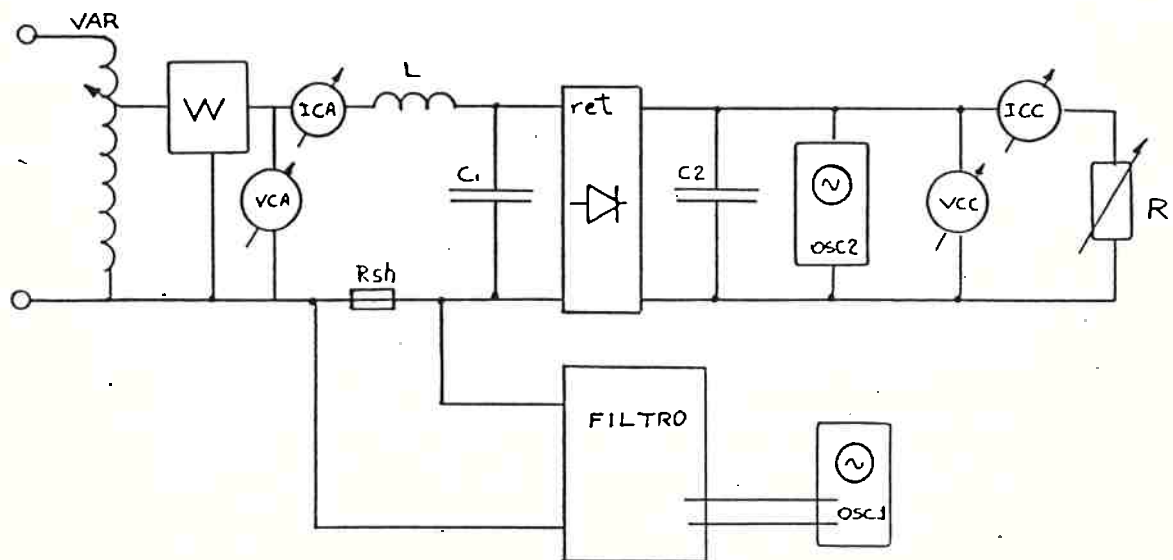 VAR
W
ICA
L
VCA
C1
ret
C2
OSC2
VCC
ICC
R
Rsh
FILTRO
OSC1